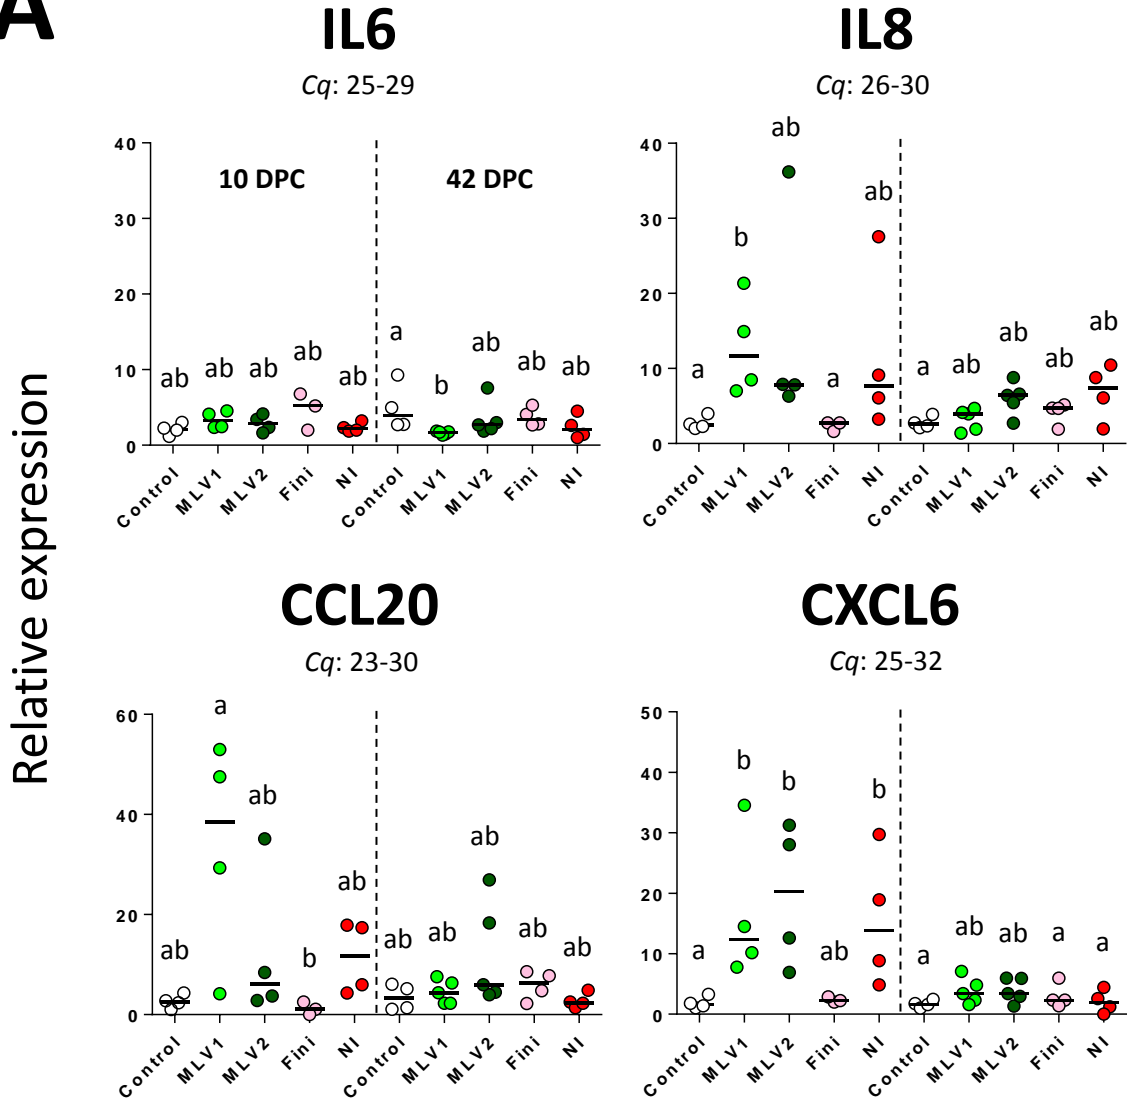 A
Relative expression
IL6
Cq: 25-29
40
30
20
10
0
10 DPC
42 DPC
ab
ab
ab
ab
ab
a
b
ab
ab
ab
Control
MLV1
MLV2
Fini
NI
Control
MLV1
MLV2
Fini
NI
IL8
Cq: 26-30
40
30
20
10
0
a
b
ab
a
ab
a
ab
ab
ab
ab
Control
MLV1
MLV2
Fini
NI
Control
MLV1
MLV2
Fini
NI
CCL20
Cq: 23-30
60
40
20
0
ab
a
ab
b
ab
ab
ab
ab
ab
ab
Control
MLV1
MLV2
Fini
NI
Control
MLV1
MLV2
Fini
NI
CXCL6
Cq: 25-32
50
40
30
20
10
0
a
b
b
ab
b
a
ab
ab
a
a
Control
MLV1
MLV2
Fini
NI
Control
MLV1
MLV2
Fini
NI